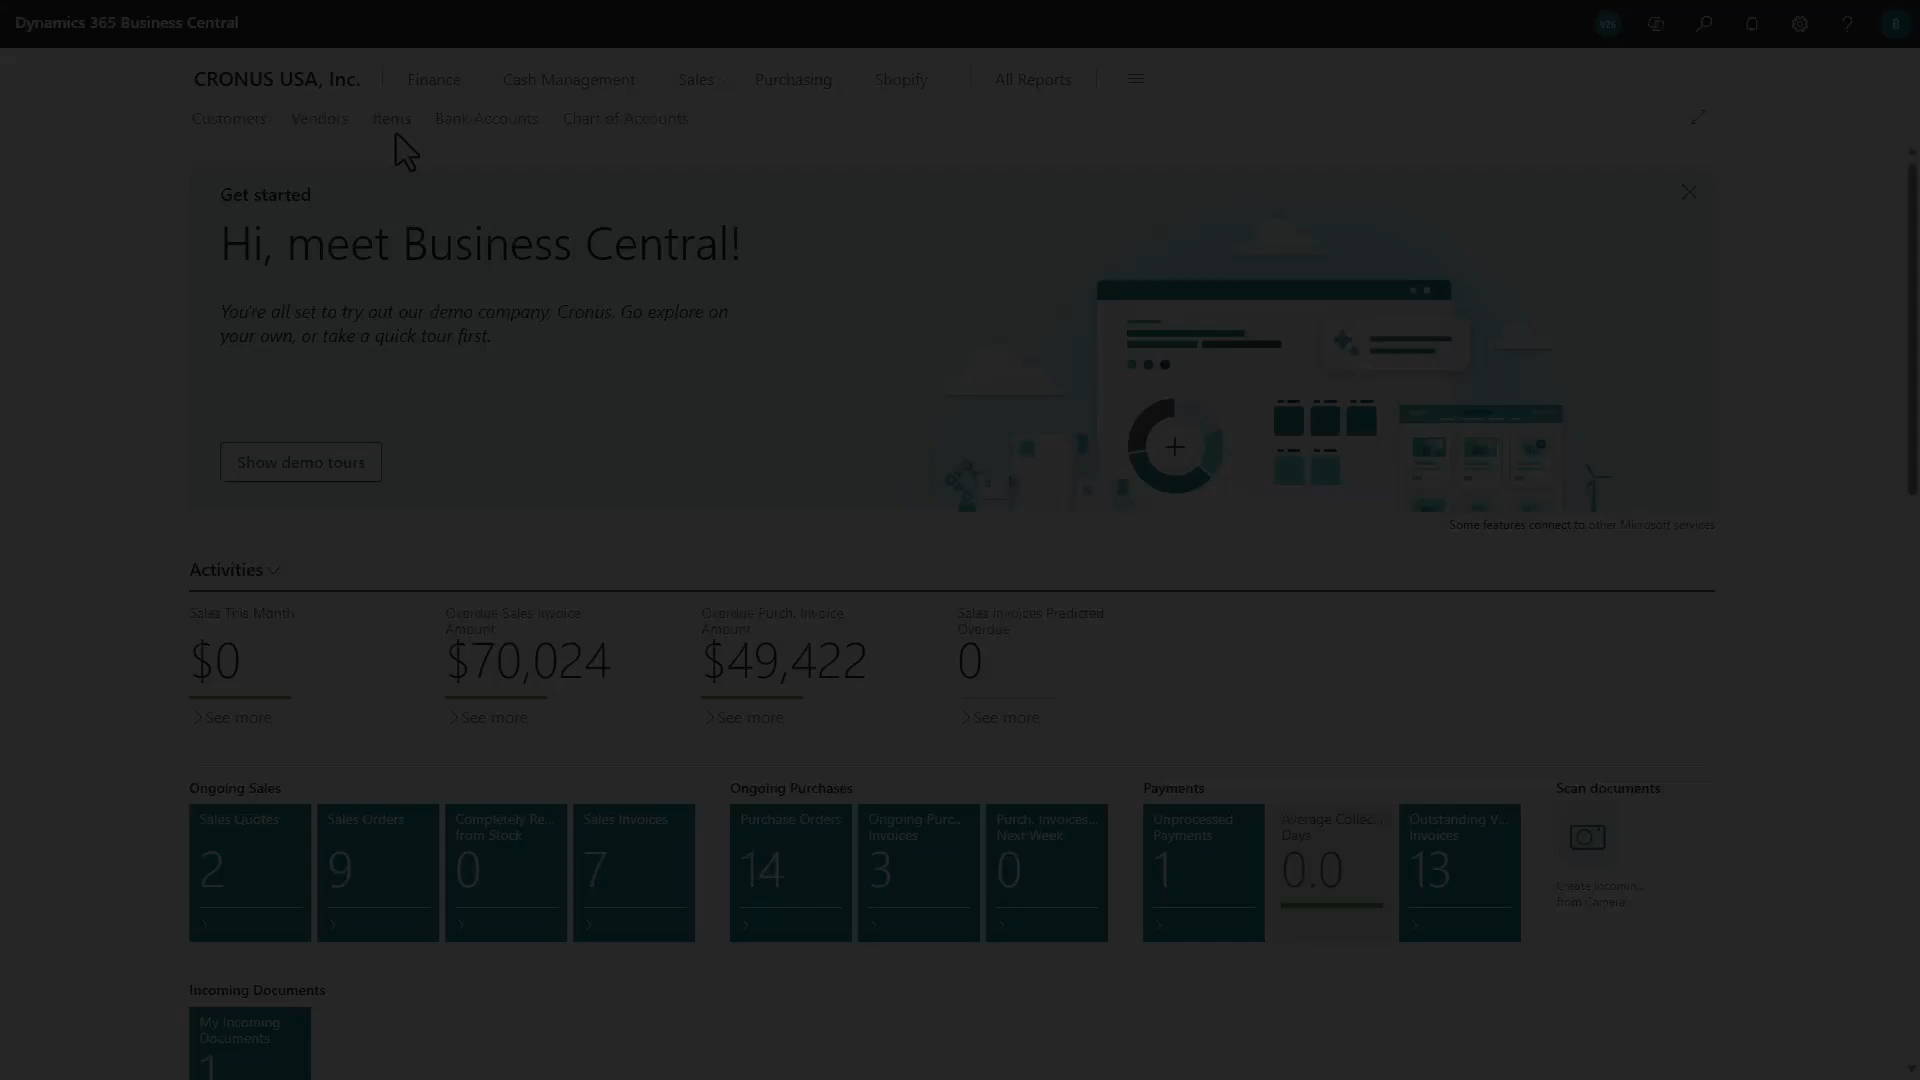 Dynamics 365 Business Central
CRONUS USA, Inc. Finance Cash Management Sales Purchasing Shopify All Reports
Customers Vendors Items Bank Accounts Chart of Accounts
Get started
Hi, meet Business Central!
You're all set to try out our demo company, Cronus. Go explore on
your own, or take a quick tour first.
Show demo tours
Some features connect to other Microsoft services
Activities
Sales This Month
$0
See more
Overdue Sales Invoice
Amount
$70,024
See more
Overdue Purch. Invoice
Amount
$49,422
See more
Sales Invoices Predicted
Overdue
0
See more
Ongoing Sales
Sales Quotes
2
Sales Orders
9
Completely Re...
from Stock
0
Sales Invoices
7
Ongoing Purchases
Purchase Orders
14
Ongoing Purc...
Invoices
3
Purch. Invoices...
Next Week
0
Payments
Unprocessed
Payments
1
Average Collec...
Days
0.0
Outstanding V...
Invoices
13
Scan documents
Create Incomin...
from Camera
Incoming Documents
My Incoming
Documents
1